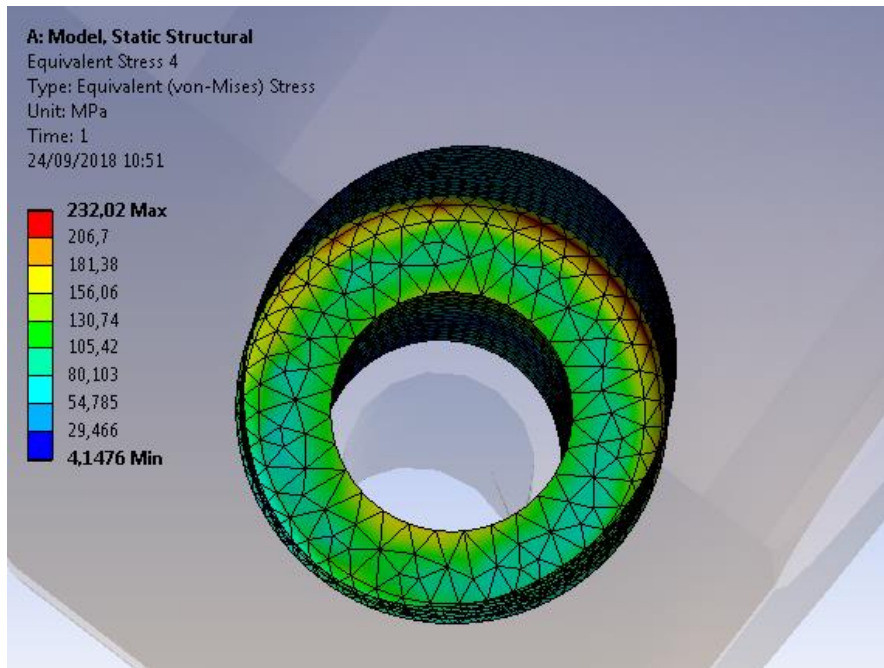 A: Model, Static Structural
Equivalent Stress 4
Type: Equivalent (von-Mises) Stress
Unit: MPa
Time: 1
24/09/2018 10:51
232,02 Max
206,7
181,38
156,06
130,74
105,42
80,103
54,785
29,466
4,1476 Min